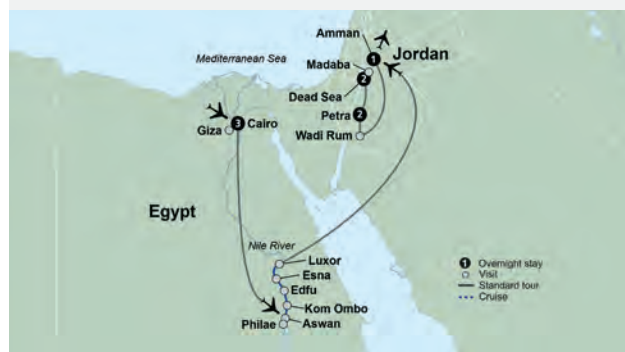 Amman
1
Jordan
Mediterranean Sea
Madaba
2
Dead Sea
Petra
2
3
Cairo
Giza
Wadi Rum
Egypt
Nile River
Luxor
Esna
Edfu
Kom Ombo
Philae
Aswan
1 Overnight stay
Visit
Standard tour
Cruise